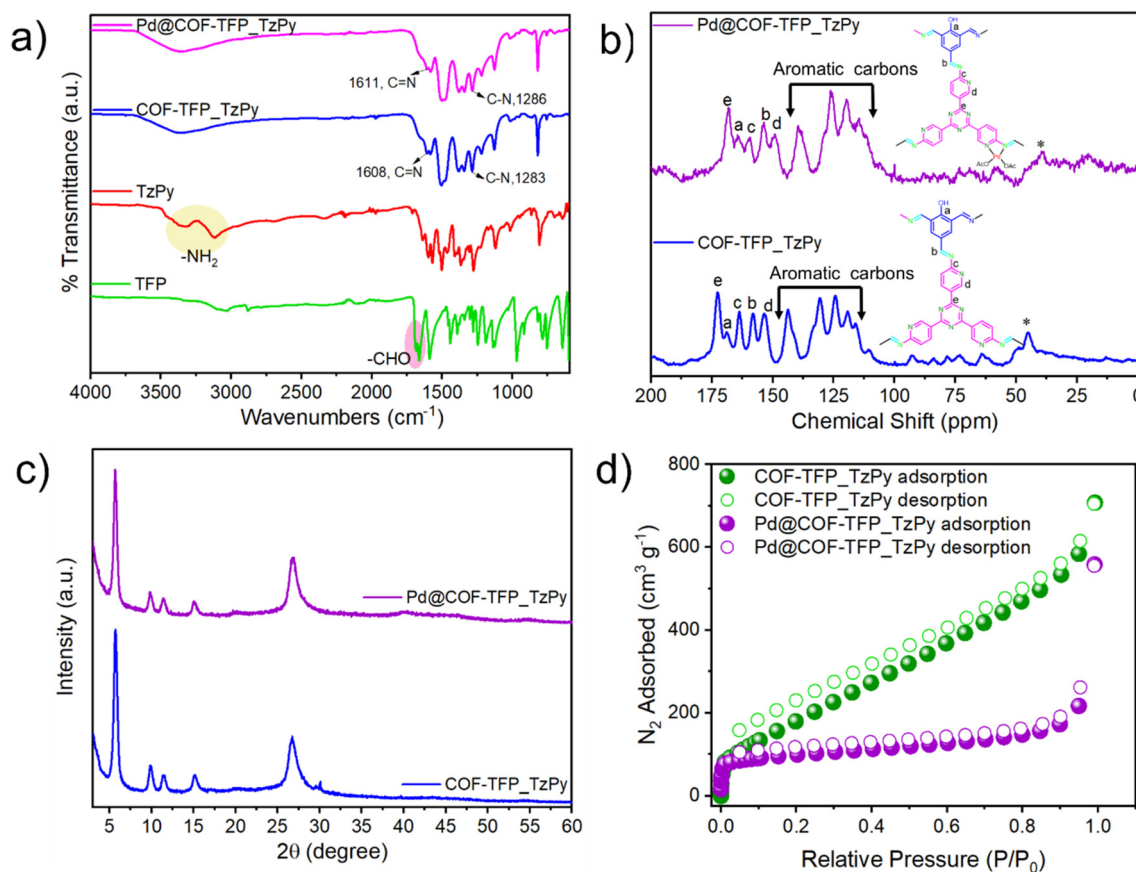 a)
Pd@COF-TFP_TzPy
1611, C=N
C-N,1286
COF-TFP_TzPy
1608, C=N
C-N,1283
TzPy
-NH₂
TFP
-CHO
% Transmittance (a.u.)
4000 3500 3000 2500 2000 1500 1000
Wavenumbers (cm⁻¹)
b)
Pd@COF-TFP_TzPy
Aromatic carbons
e a c b d
*
OH
a
b
N
c
N
d
e
N N
N
N
N
N
N
AcO OAc
COF-TFP_TzPy
Aromatic carbons
e a c b d
*
OH
a
N N
b
N
c
N
d
e
N N
N
N
N
N
N
200 175 150 125 100 75 50 25 0
Chemical Shift (ppm)
c)
Pd@COF-TFP_TzPy
COF-TFP_TzPy
Intensity (a.u.)
5 10 15 20 25 30 35 40 45 50 55 60
2θ (degree)
d)
COF-TFP_TzPy adsorption
COF-TFP_TzPy desorption
Pd@COF-TFP_TzPy adsorption
Pd@COF-TFP_TzPy desorption
N₂ Adsorbed (cm³ g⁻¹)
800
600
400
200
0
0.0 0.2 0.4 0.6 0.8 1.0
Relative Pressure (P/P₀)